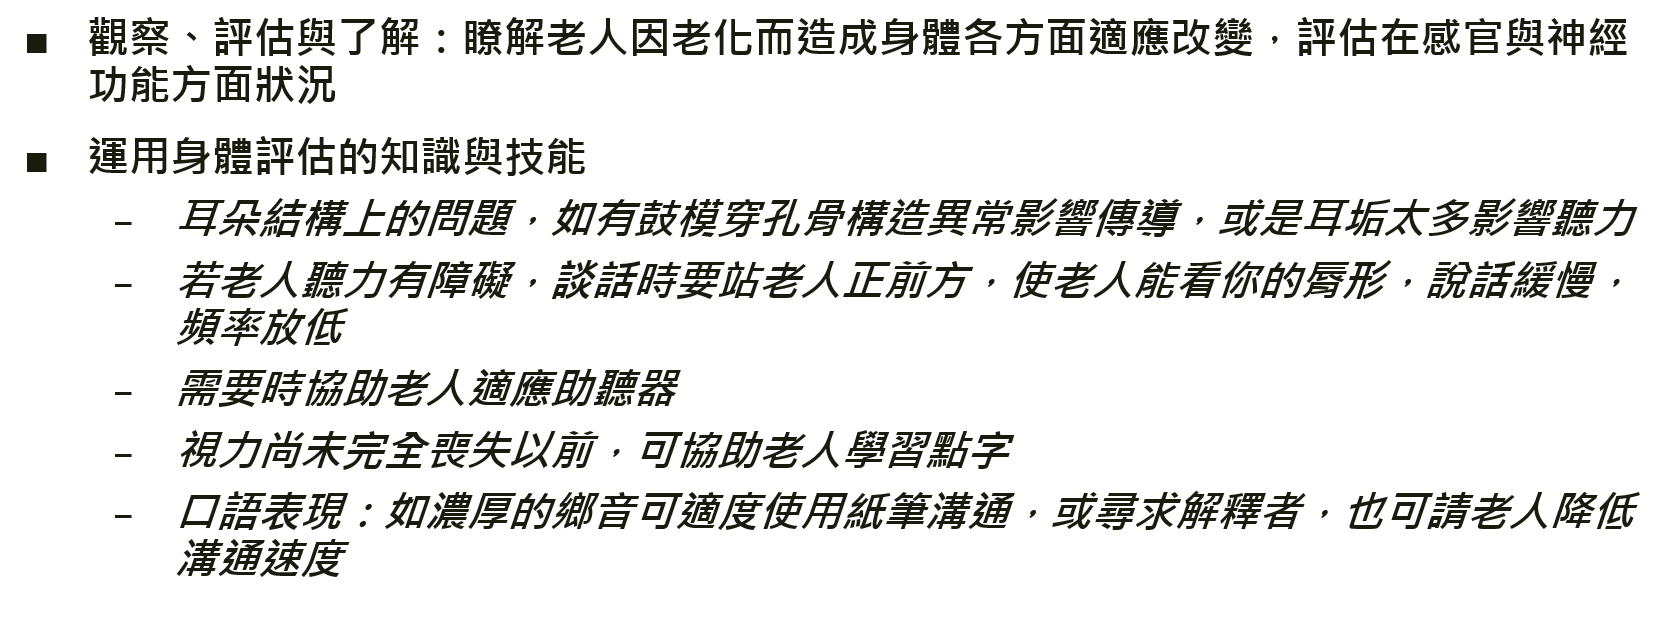 ■ 觀察、評估與了解：瞭解老人因老化而造成身體各方面適應改變，評估在感官與神經
功能方面狀況
■ 運用身體評估的知識與技能
– 耳朵結構上的問題，如有鼓模穿孔骨構造異常影響傳導，或是耳垢太多影響聽力
– 若老人聽力有障礙，談話時要站老人正前方，使老人能看你的脣形，說話緩慢，
頻率放低
– 需要時協助老人適應助聽器
– 視力尚未完全喪失以前，可協助老人學習點字
– 口語表現：如濃厚的鄉音可適度使用紙筆溝通，或尋求解釋者，也可請老人降低
溝通速度